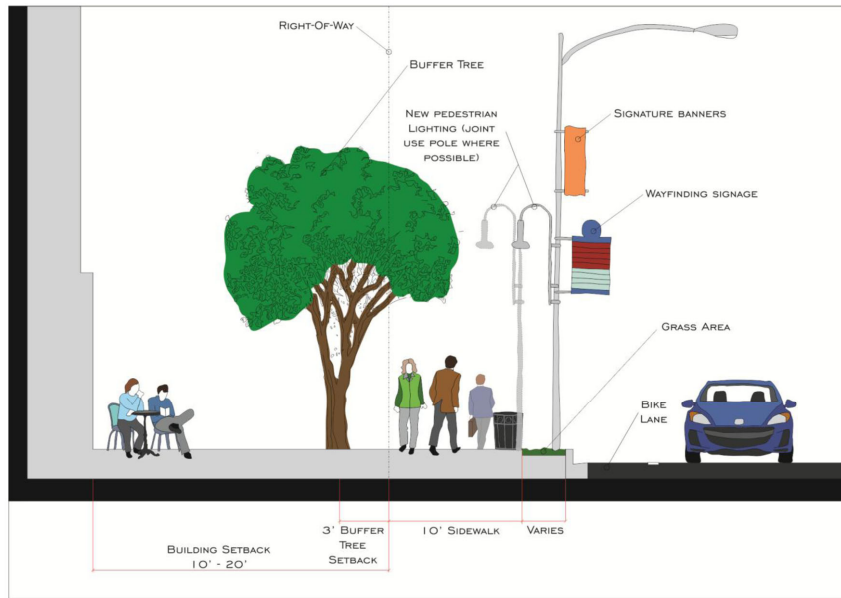 Right-Of-Way
Buffer Tree
New pedestrian
Lighting (joint
use pole where
possible)
Signature banners
Wayfinding signage
Grass Area
Bike
Lane
3' Buffer
Tree
Setback
10' Sidewalk
Varies
Building Setback
10' - 20'